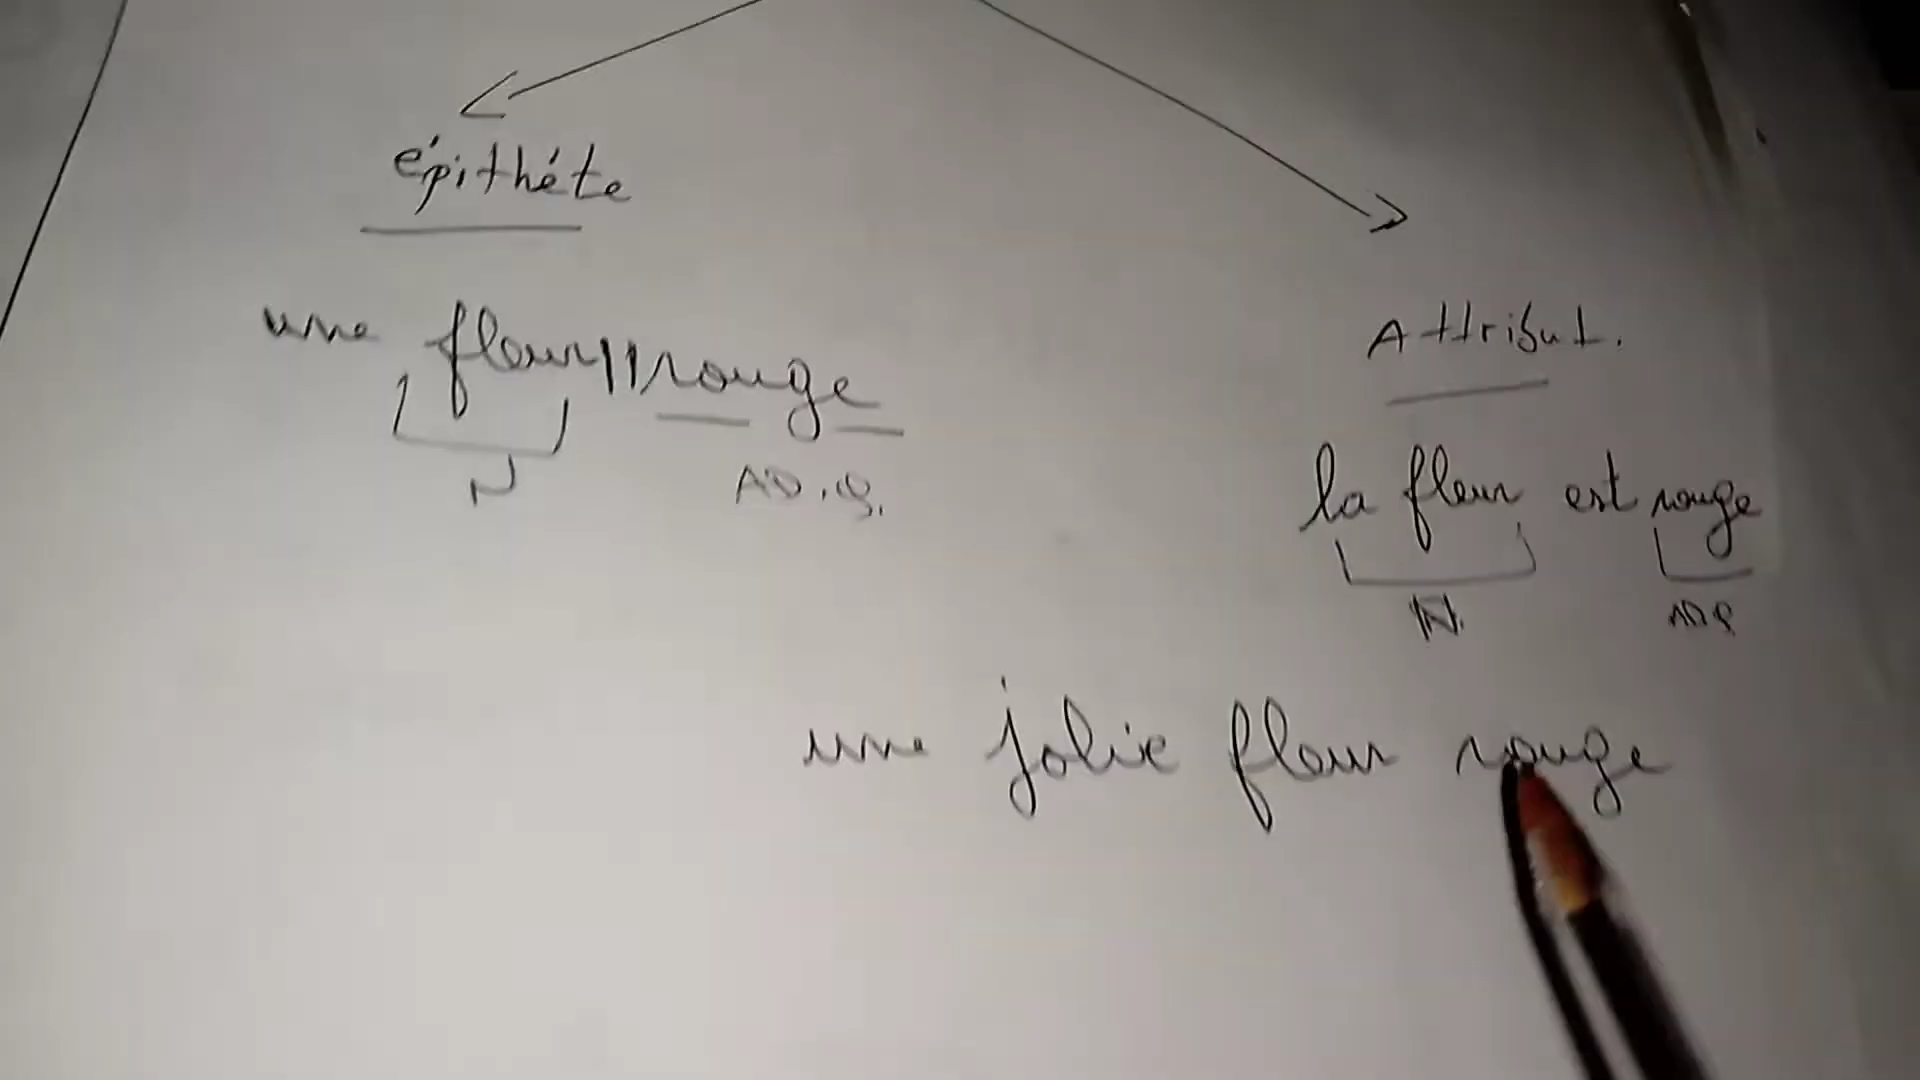 épithéte
une fleur rouge
N AD.Q.
Attribut.
la fleur est rouge
N. ADQ
une jolie fleur rouge